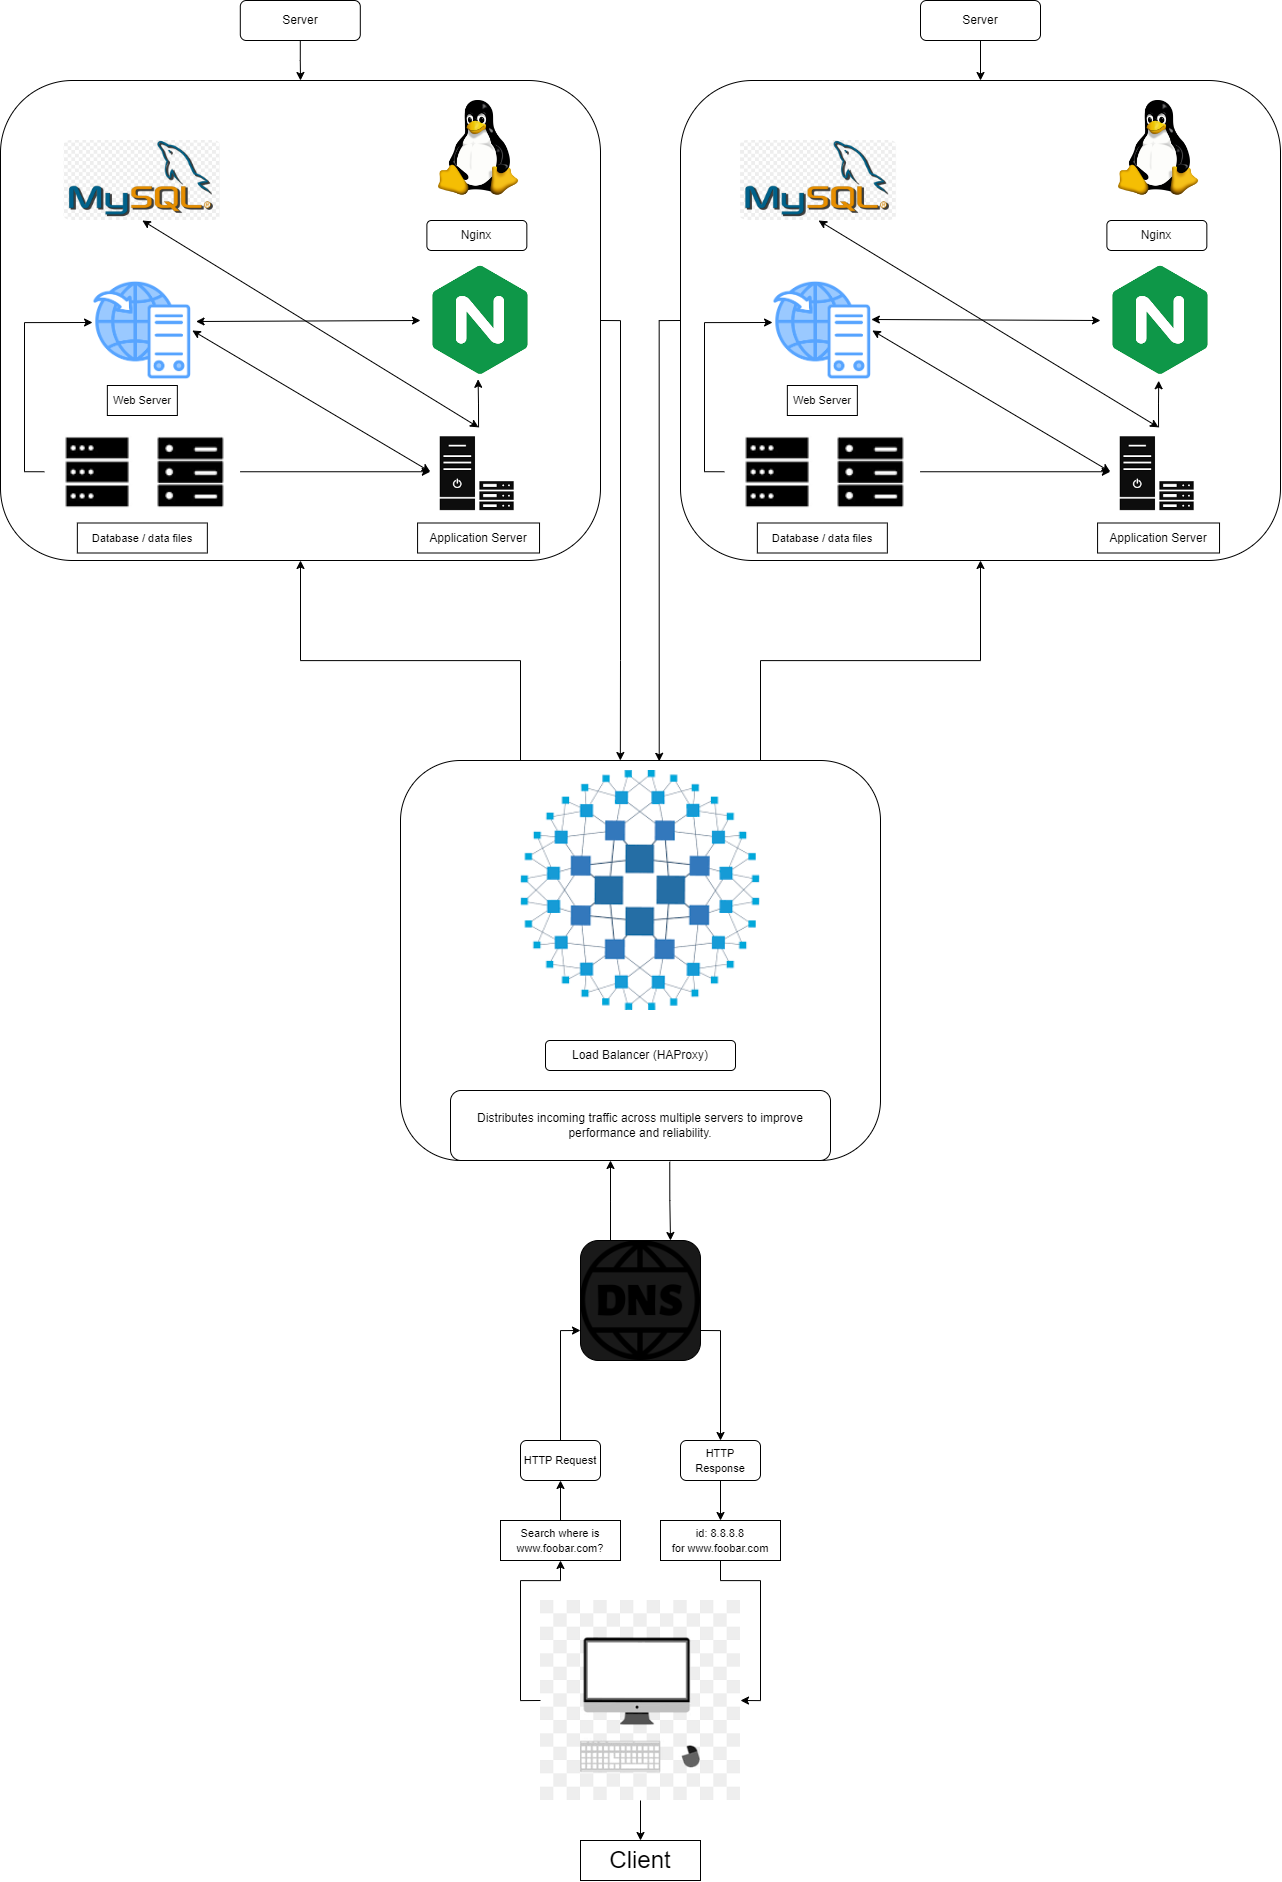 Server
Server
MySQL
MySQL
Nginx
Nginx
N
N
Web Server
Web Server
Database / data files
Application Server
Database / data files
Application Server
Load Balancer (HAProxy)
Distributes incoming traffic across multiple servers to improve
performance and reliability.
DNS
HTTP Request
HTTP
Response
Search where is
www.foobar.com?
id: 8.8.8.8
for www.foobar.com
Client